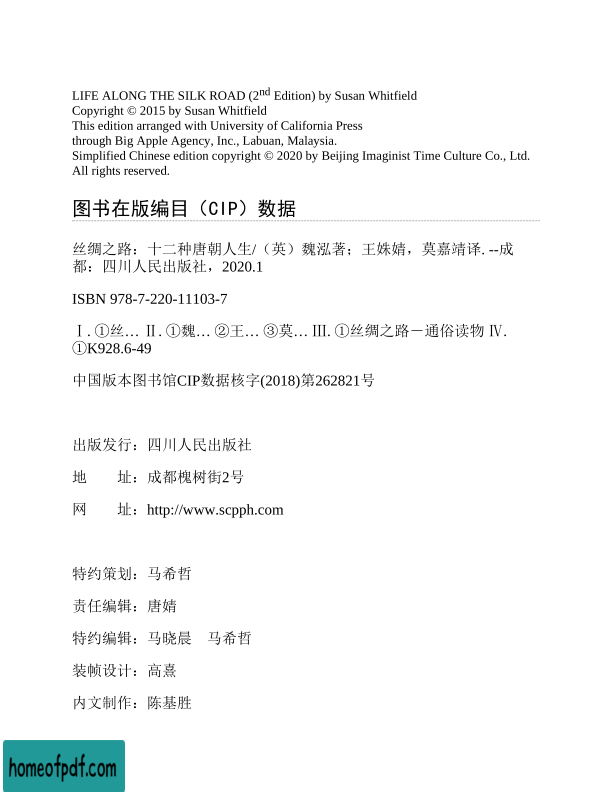 LIFE ALONG THE SILK ROAD (2nd Edition) by Susan Whitfield
Copyright © 2015 by Susan Whitfield
This edition arranged with University of California Press
through Big Apple Agency, Inc., Labuan, Malaysia.
Simplified Chinese edition copyright © 2020 by Beijing Imaginist Time Culture Co., Ltd.
All rights reserved.
图书在版编目（CIP）数据
丝绸之路：十二种唐朝人生/（英）魏泓著；王姝婧，莫嘉靖译. --成
都：四川人民出版社，2020.1
ISBN 978-7-220-11103-7
Ⅰ. ①丝… Ⅱ. ①魏… ②王… ③莫… Ⅲ. ①丝绸之路－通俗读物 Ⅳ.
①K928.6-49
中国版本图书馆CIP数据核字(2018)第262821号
出版发行：四川人民出版社
地　　址：成都槐树街2号
网　　址：http://www.scpph.com
特约策划：马希哲
责任编辑：唐婧
特约编辑：马晓晨　马希哲
装帧设计：高熹
内文制作：陈基胜
homeofpdf.com